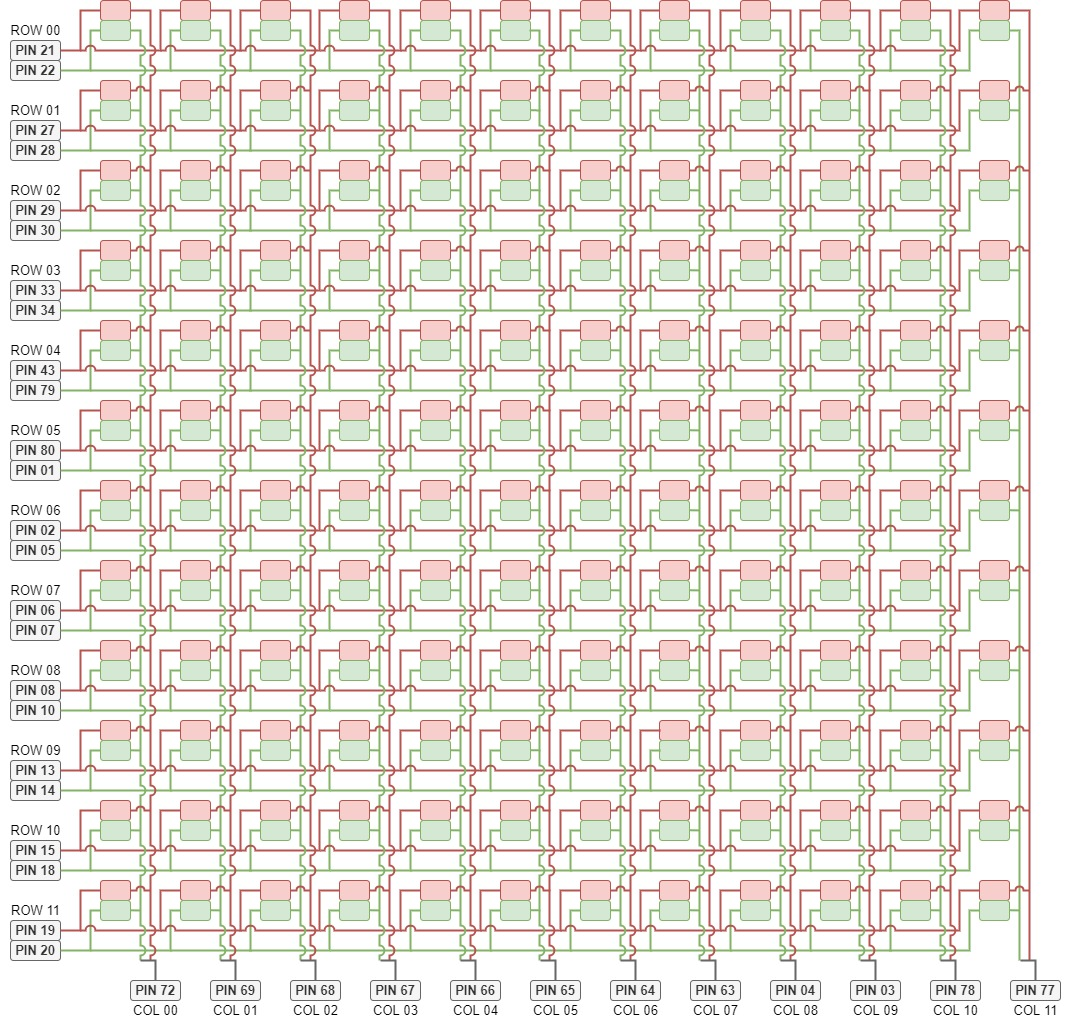 ROW 00
PIN 21
PIN 22
ROW 01
PIN 27
PIN 28
ROW 02
PIN 29
PIN 30
ROW 03
PIN 33
PIN 34
ROW 04
PIN 43
PIN 79
ROW 05
PIN 80
PIN 01
ROW 06
PIN 02
PIN 05
ROW 07
PIN 06
PIN 07
ROW 08
PIN 08
PIN 10
ROW 09
PIN 13
PIN 14
ROW 10
PIN 15
PIN 18
ROW 11
PIN 19
PIN 20
PIN 72 PIN 69 PIN 68 PIN 67 PIN 66 PIN 65 PIN 64 PIN 63 PIN 04 PIN 03 PIN 78 PIN 77
COL 00 COL 01 COL 02 COL 03 COL 04 COL 05 COL 06 COL 07 COL 08 COL 09 COL 10 COL 11